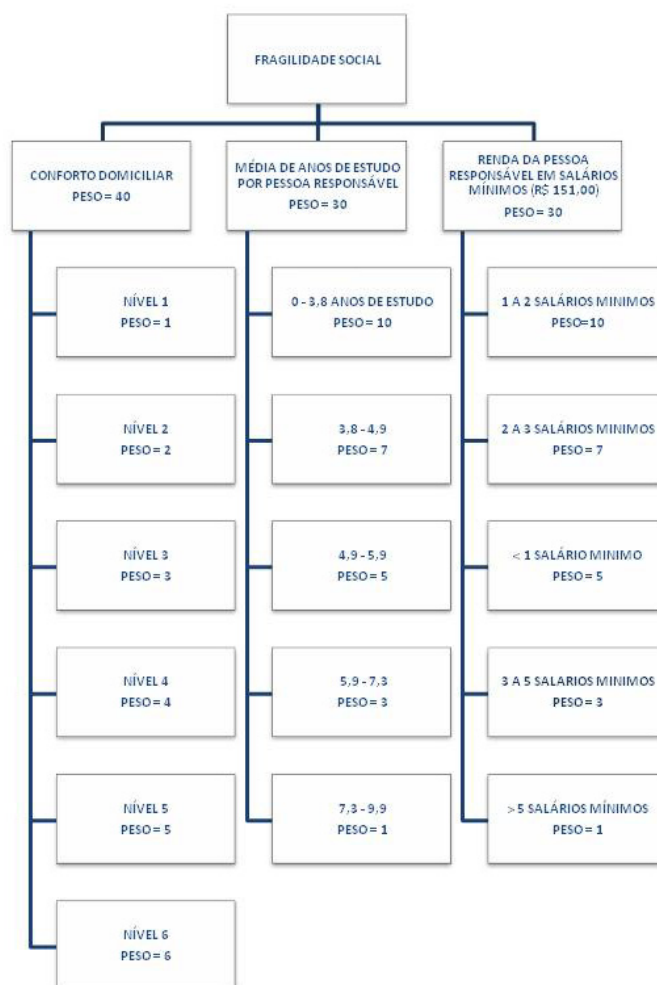 FRAGILIDADE SOCIAL
CONFORTO DOMICILIAR
PESO = 40
NÍVEL 1
PESO = 1
NÍVEL 2
PESO = 2
NÍVEL 3
PESO = 3
NÍVEL 4
PESO = 4
NÍVEL 5
PESO = 5
NÍVEL 6
PESO = 6
MÉDIA DE ANOS DE ESTUDO
POR PESSOA RESPONSÁVEL
PESO = 30
0 - 3,8 ANOS DE ESTUDO
PESO = 10
3,8 - 4,9
PESO = 7
4,9 - 5,9
PESO = 5
5,9 - 7,3
PESO = 3
7,3 - 9,9
PESO = 1
RENDA DA PESSOA
RESPONSÁVEL EM SALÁRIOS
MÍNIMOS (R$ 151,00)
PESO = 30
1 A 2 SALÁRIOS MINIMOS
PESO=10
2 A 3 SALÁRIOS MINIMOS
PESO = 7
< 1 SALÁRIO MINIMO
PESO = 5
3 A 5 SALARIOS MINIMOS
PESO = 3
> 5 SALÁRIOS MÍNIMOS
PESO = 1